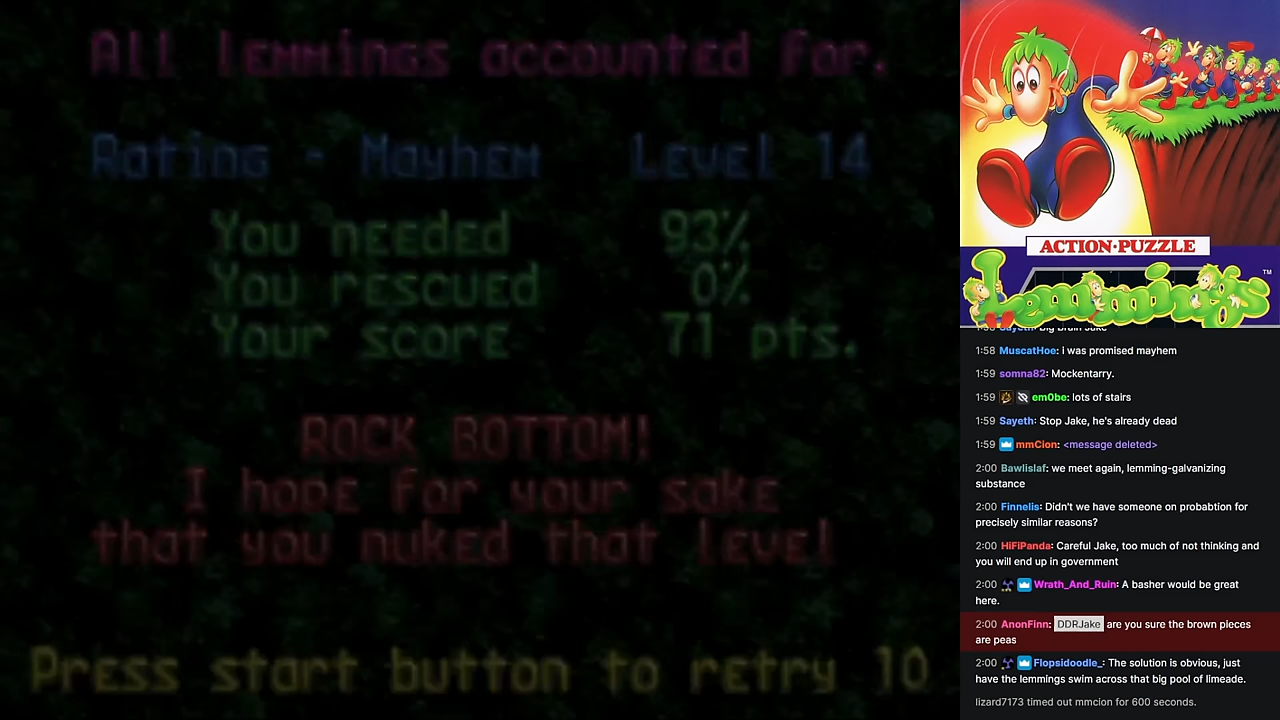 All lemmings accounted for.
Rating - Mayhem Level 14
You needed 93%
You rescued 0%
Your score 71 pts.
ROCK BOTTOM!
I hope for your sake
that you nuked that level
Press start button to retry 10
ACTION·PUZZLE
Lemmings TM
Sayeth: Big brain Jake
1:58 MuscatHoe: i was promised mayhem
1:59 somna82: Mockentarry.
1:59 em0be: lots of stairs
1:59 Sayeth: Stop Jake, he's already dead
1:59 mmCion: <message deleted>
2:00 Bawlislaf: we meet again, lemming-galvanizing
substance
2:00 Finnelis: Didn't we have someone on probabtion for
precisely similar reasons?
2:00 HiFiPanda: Careful Jake, too much of not thinking and
you will end up in government
2:00 Wrath_And_Ruin: A basher would be great
here.
2:00 AnonFinn: DDRJake are you sure the brown pieces
are peas
2:00 Flopsidoodle_: The solution is obvious, just
have the lemmings swim across that big pool of limeade.
lizard7173 timed out mmcion for 600 seconds.